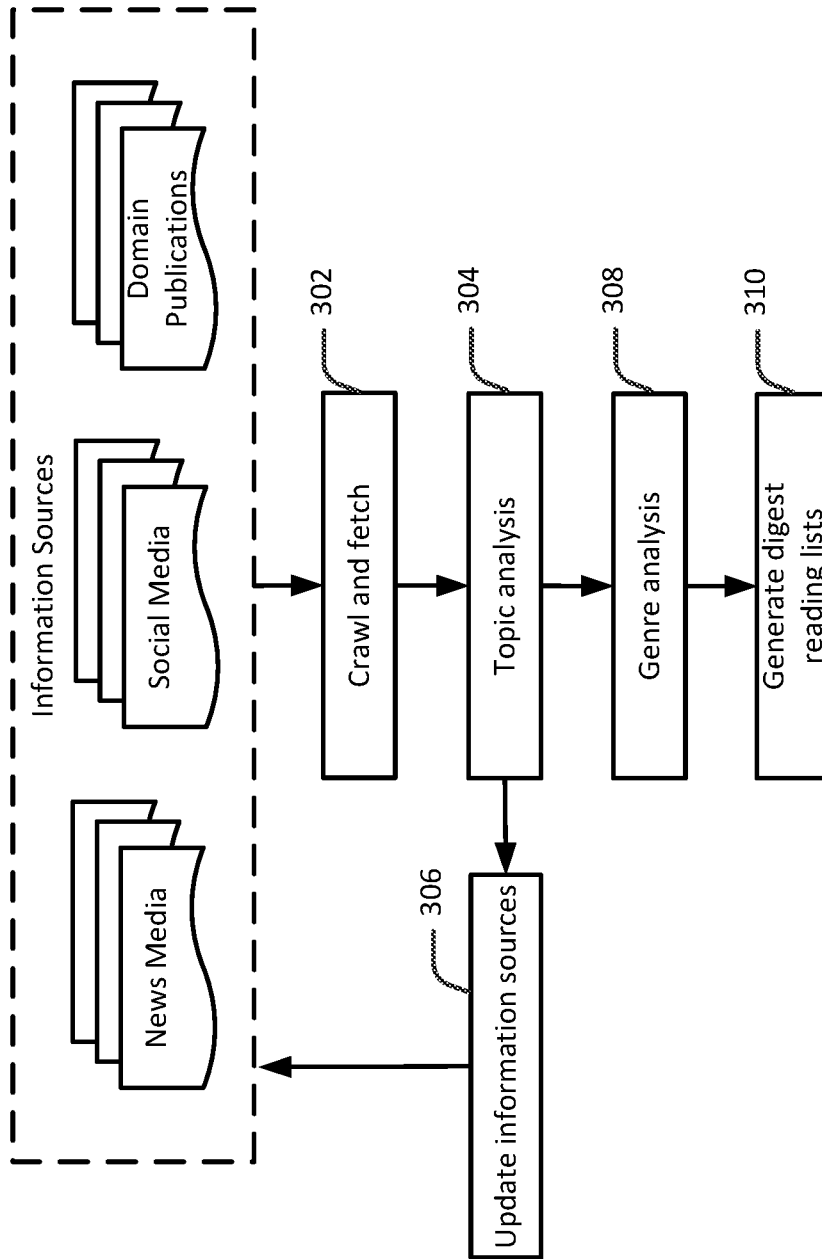 Information Sources
News Media
Social Media
Domain
Publications
Crawl and fetch
302
Topic analysis
304
Update information sources
306
Genre analysis
308
Generate digest
reading lists
310